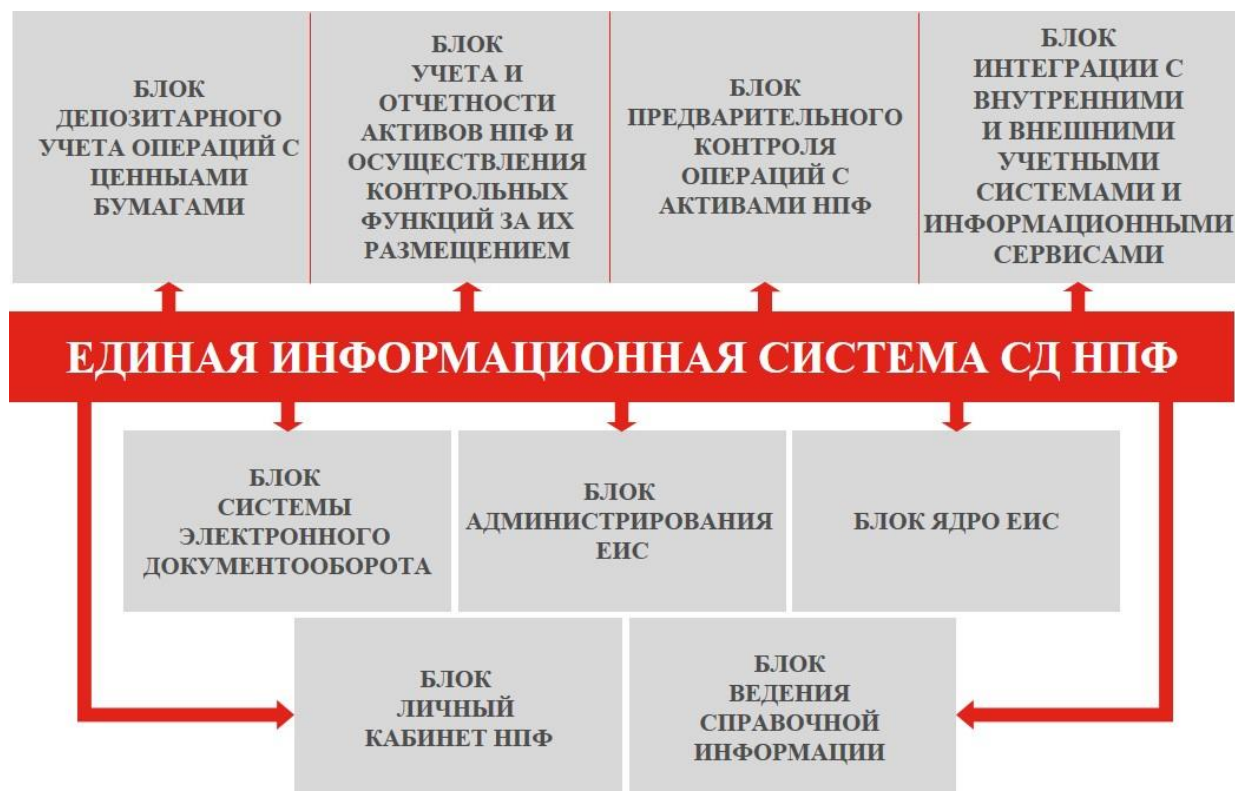 БЛОК
ДЕПОЗИТАРНОГО
УЧЕТА ОПЕРАЦИЙ С
ЦЕННЫАМИ
БУМАГАМИ
БЛОК
УЧЕТА И
ОТЧЕТНОСТИ
АКТИВОВ НПФ И
ОСУЩЕСТВЛЕНИЯ
КОНТРОЛЬНЫХ
ФУНКЦИЙ ЗА ИХ
РАЗМЕЩЕНИЕМ
БЛОК
ПРЕДВАРИТЕЛЬНОГО
КОНТРОЛЯ
ОПЕРАЦИЙ С
АКТИВАМИ НПФ
БЛОК
ИНТЕГРАЦИИ С
ВНУТРЕННИМИ
И ВНЕШНИМИ
УЧЕТНЫМИ
СИСТЕМАМИ И
ИНФОРМАЦИОННЫМИ
СЕРВИСАМИ
ЕДИНАЯ ИНФОРМАЦИОННАЯ СИСТЕМА СД НПФ
БЛОК
СИСТЕМЫ
ЭЛЕКТРОННОГО
ДОКУМЕНТООБОРОТА
БЛОК
АДМИНИСТРИРОВАНИЯ
ЕИС
БЛОК ЯДРО ЕИС
БЛОК
ЛИЧНЫЙ
КАБИНЕТ НПФ
БЛОК
ВЕДЕНИЯ
СПРАВОЧНОЙ
ИНФОРМАЦИИ